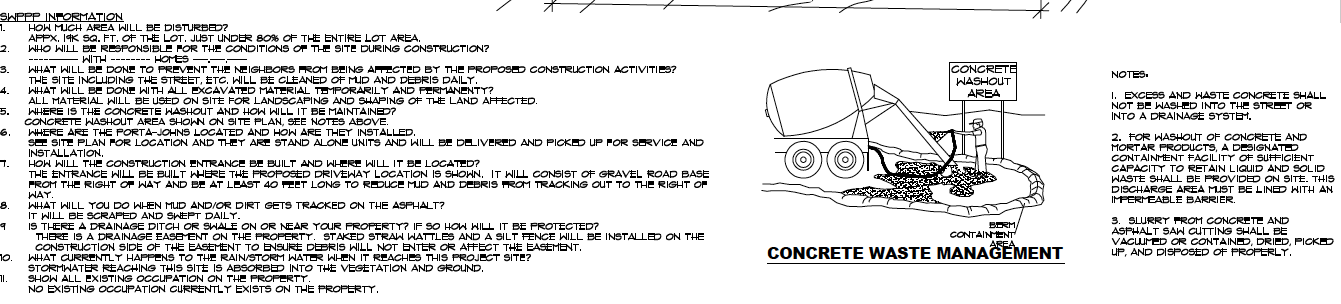 SWPPP INFORMATION
1. HOW MUCH AREA WILL BE DISTURBED?
APPX. 19K SQ. FT. OF THE LOT. JUST UNDER 80% OF THE ENTIRE LOT AREA.
2. WHO WILL BE RESPONSIBLE FOR THE CONDITIONS OF THE SITE DURING CONSTRUCTION?
---------- WITH -------- HOMES ---.---.----
3. WHAT WILL BE DONE TO PREVENT THE NEIGHBORS FROM BEING AFFECTED BY THE PROPOSED CONSTRUCTION ACTIVITIES?
THE SITE INCLUDING THE STREET, ETC. WILL BE CLEANED OF MUD AND DEBRIS DAILY.
4. WHAT WILL BE DONE WITH ALL EXCAVATED MATERIAL TEMPORARILY AND PERMANENTY?
ALL MATERIAL WILL BE USED ON SITE FOR LANDSCAPING AND SHAPING OF THE LAND AFFECTED.
5. WHERE IS THE CONCRETE WASHOUT AND HOW WILL IT BE MAINTAINED?
CONCRETE WASHOUT AREA SHOWN ON SITE PLAN, SEE NOTES ABOVE.
6. WHERE ARE THE PORTA-JOHNS LOCATED AND HOW ARE THEY INSTALLED.
SEE SITE PLAN FOR LOCATION AND THEY ARE STAND ALONE UNITS AND WILL BE DELIVERED AND PICKED UP FOR SERVICE AND
INSTALLATION.
7. HOW WILL THE CONSTRUCTION ENTRANCE BE BUILT AND WHERE WILL IT BE LOCATED?
THE ENTRANCE WILL BE BUILT WHERE THE PROPOSED DRIVEWAY LOCATION IS SHOWN. IT WILL CONSIST OF GRAVEL ROAD BASE
FROM THE RIGHT OF WAY AND BE AT LEAST 40 FEET LONG TO REDUCE MUD AND DEBRIS FROM TRACKING OUT TO THE RIGHT OF
WAY.
8. WHAT WILL YOU DO WHEN MUD AND/OR DIRT GETS TRACKED ON THE ASPHALT?
IT WILL BE SCRAPED AND SWEPT DAILY.
9 IS THERE A DRAINAGE DITCH OR SWALE ON OR NEAR YOUR PROPERTY? IF SO HOW WILL IT BE PROTECTED?
THERE IS A DRAINAGE EASEMENT ON THE PROPERTY. STAKED STRAW WATTLES AND A SILT FENCE WILL BE INSTALLED ON THE
CONSTRUCTION SIDE OF THE EASEMENT TO ENSURE DEBRIS WILL NOT ENTER OR AFFECT THE EASEMENT.
10. WHAT CURRENTLY HAPPENS TO THE RAIN/STORM WATER WHEN IT REACHES THIS PROJECT SITE?
STORMWATER REACHING THIS SITE IS ABSORBED INTO THE VEGETATION AND GROUND.
11. SHOW ALL EXISTING OCCUPATION ON THE PROPERTY.
NO EXISTING OCCUPATION CURRENTLY EXISTS ON THE PROPERTY.
CONCRETE
WASHOUT
AREA
BERM
CONTAINMENT
AREA
CONCRETE WASTE MANAGEMENT
NOTES:
1. EXCESS AND WASTE CONCRETE SHALL
NOT BE WASHED INTO THE STREET OR
INTO A DRAINAGE SYSTEM.
2. FOR WASHOUT OF CONCRETE AND
MORTAR PRODUCTS, A DESIGNATED
CONTAINMENT FACILITY OF SUFFICIENT
CAPACITY TO RETAIN LIQUID AND SOLID
WASTE SHALL BE PROVIDED ON SITE. THIS
DISCHARGE AREA MUST BE LINED WITH AN
IMPERMEABLE BARRIER.
3. SLURRY FROM CONCRETE AND
ASPHALT SAW CUTTING SHALL BE
VACUUMED OR CONTAINED, DRIED, PICKED
UP, AND DISPOSED OF PROPERLY.